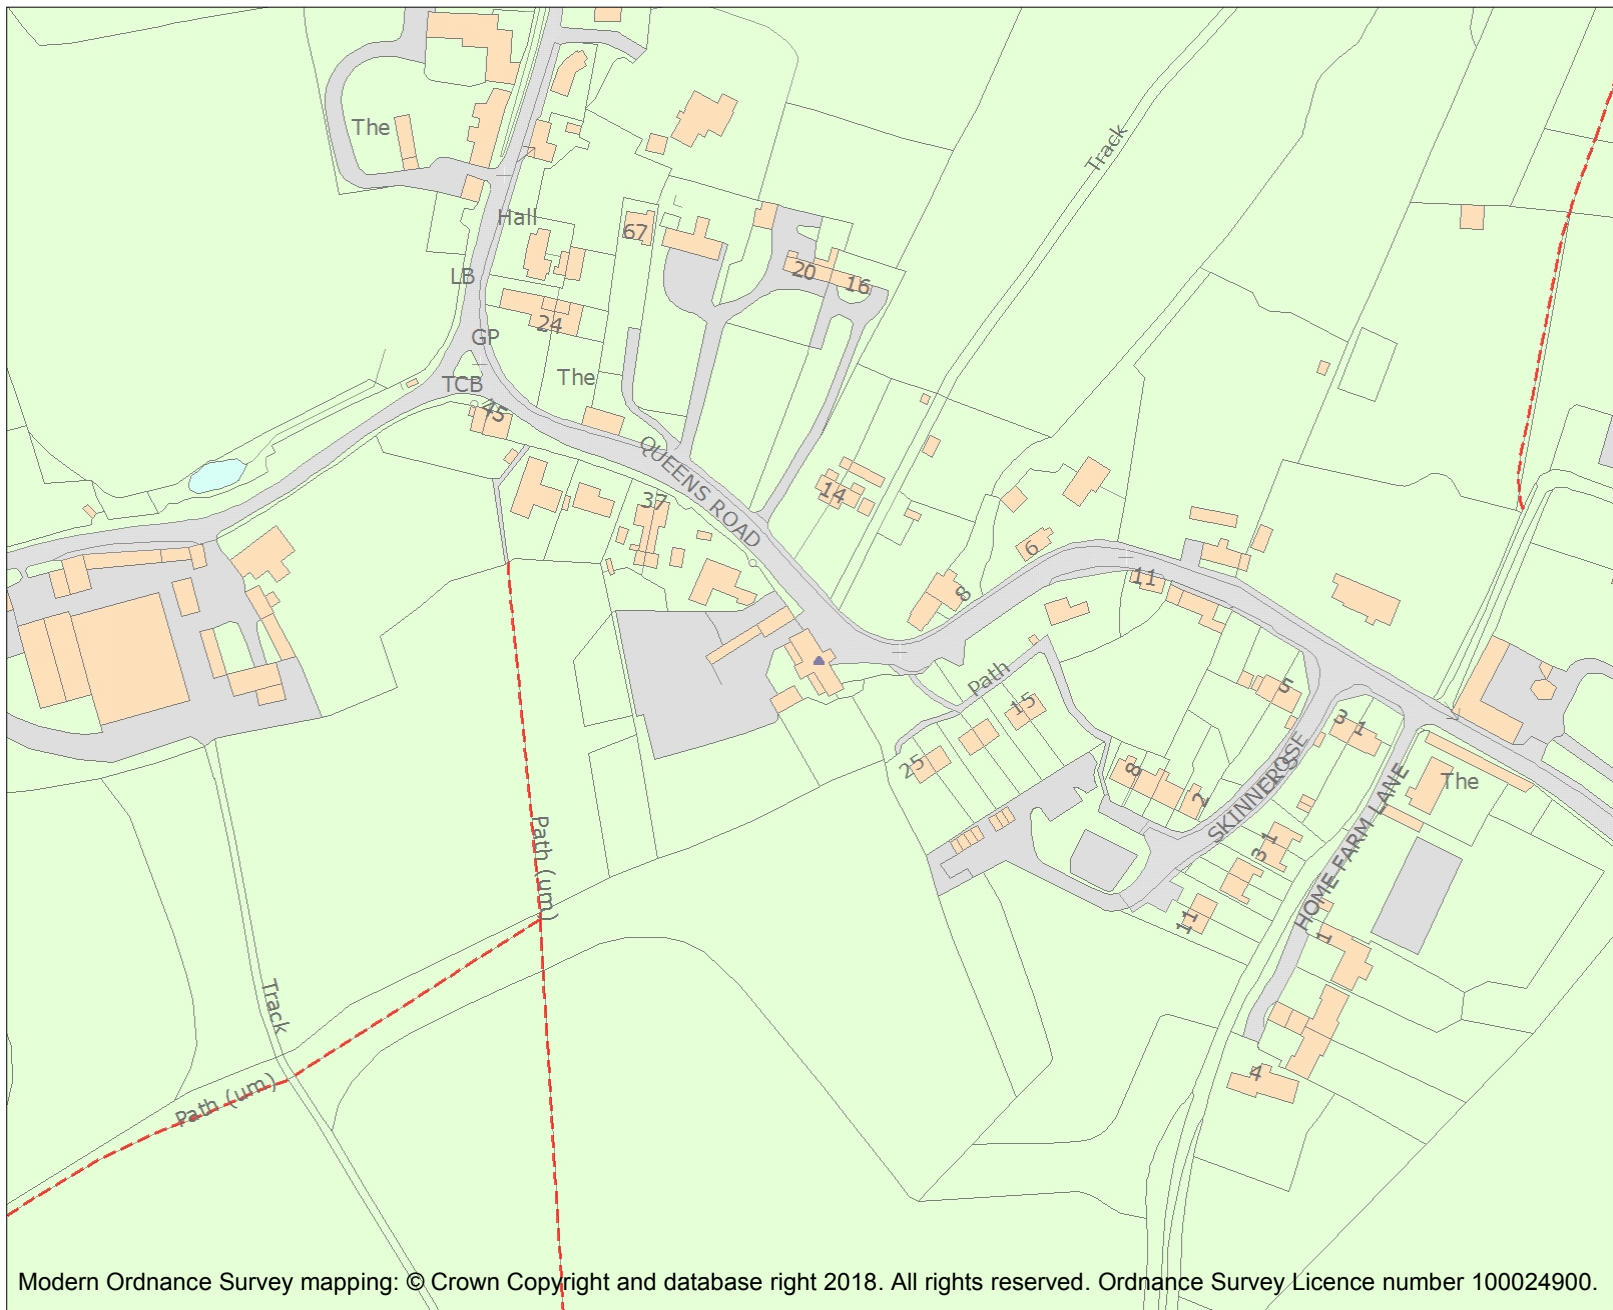 The
Track
Hall
67
20
16
LB
24
GP
The
TCB
45
QUEENS ROAD
14
37
6
8
11
Path
15
5
3 1
25
8
2
SKINNEROSE
The
3 1
HOME FARM LANE
Path (um)
11
1
Track
4
Path (um)
Modern Ordnance Survey mapping: © Crown Copyright and database right 2018. All rights reserved. Ordnance Survey Licence number 100024900.